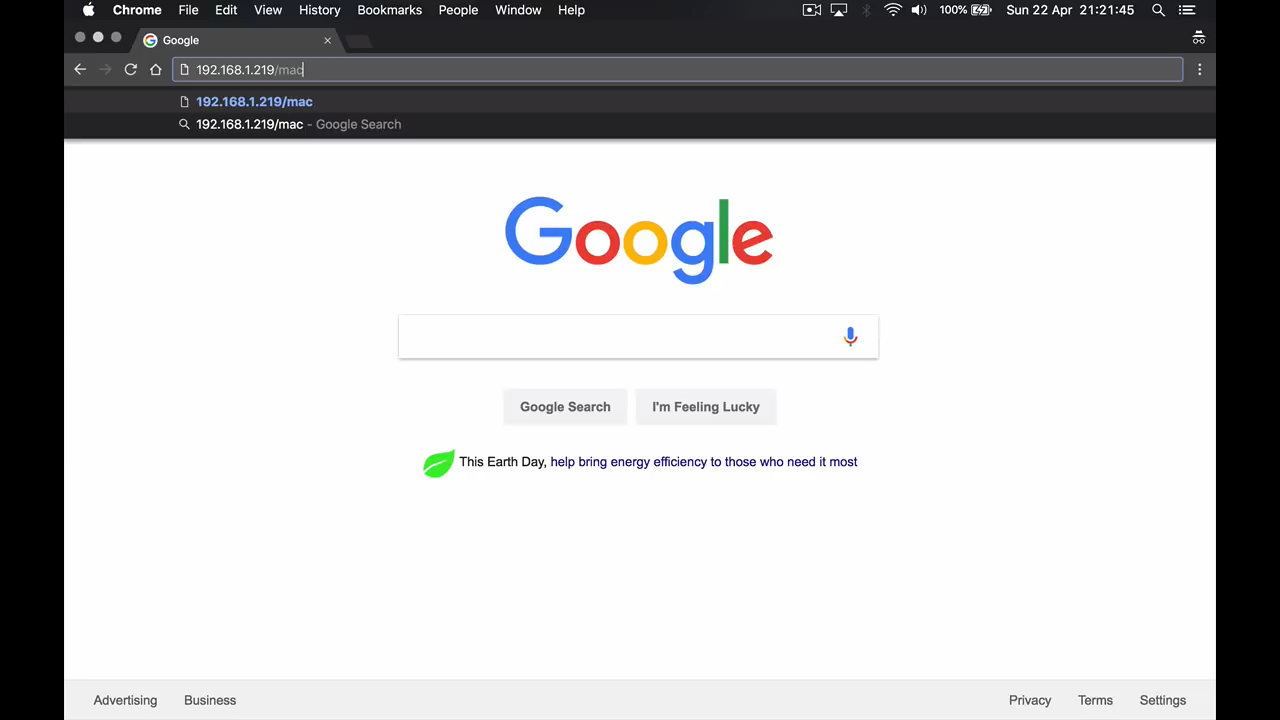 Chrome File Edit View History Bookmarks People Window Help 100% Sun 22 Apr 21:21:45
Google
192.168.1.219/mac
192.168.1.219/mac
192.168.1.219/mac - Google Search
Google
Google Search I'm Feeling Lucky
This Earth Day, help bring energy efficiency to those who need it most
Advertising Business Privacy Terms Settings